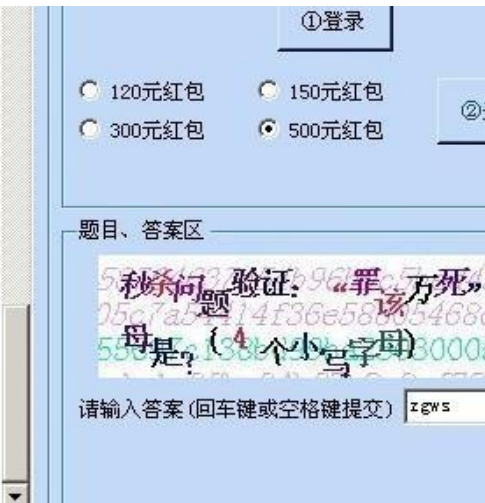 ①登录
120元红包 150元红包
②
300元红包 500元红包
题目、答案区
秒杀问题验证:“罪该万死”
母是?(4个小写字母)
请输入答案(回车键或空格键提交) zgws